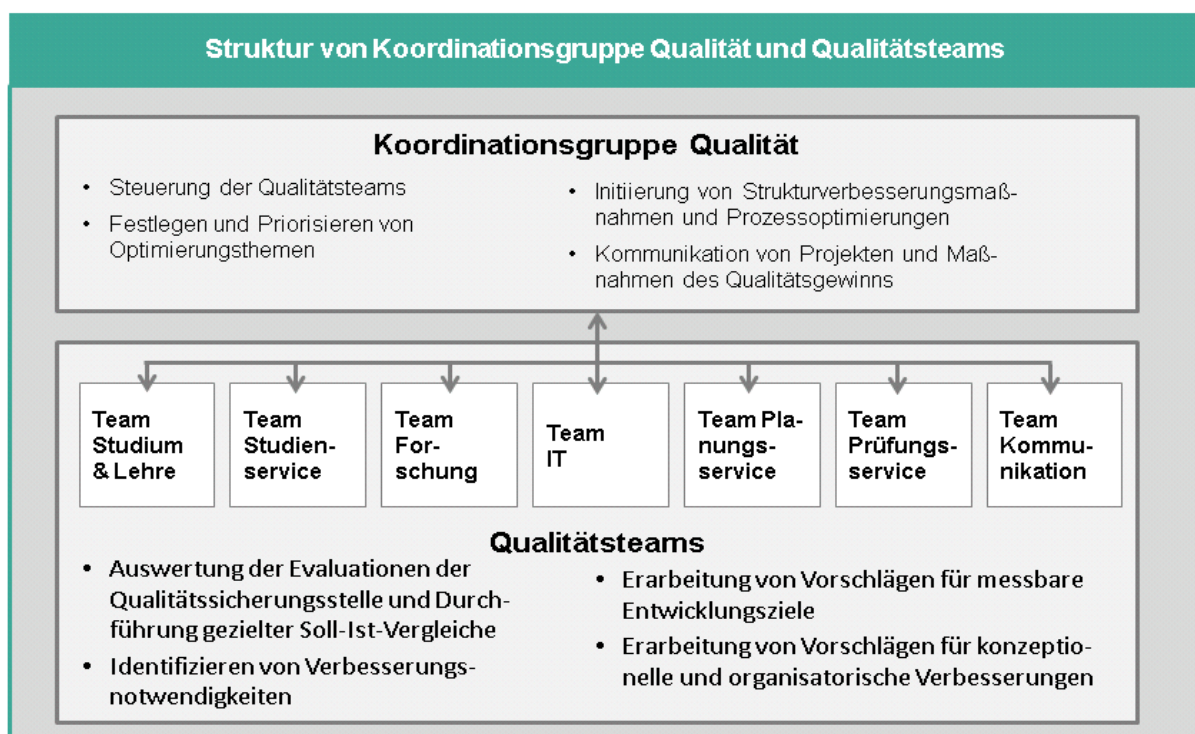 Struktur von Koordinationsgruppe Qualität und Qualitätsteams
Koordinationsgruppe Qualität
• Steuerung der Qualitätsteams
• Festlegen und Priorisieren von
Optimierungsthemen
• Initiierung von Strukturverbesserungsmaß-
nahmen und Prozessoptimierungen
• Kommunikation von Projekten und Maß-
nahmen des Qualitätsgewinns
Team
Studium
& Lehre
Team
Studien-
service
Team
For-
schung
Team
IT
Team Pla-
nungs-
service
Team
Prüfungs-
service
Team
Kommu-
nikation
Qualitätsteams
• Auswertung der Evaluationen der
Qualitätssicherungsstelle und Durch-
führung gezielter Soll-Ist-Vergleiche
• Identifizieren von Verbesserungs-
notwendigkeiten
• Erarbeitung von Vorschlägen für messbare
Entwicklungsziele
• Erarbeitung von Vorschlägen für konzeptio-
nelle und organisatorische Verbesserungen